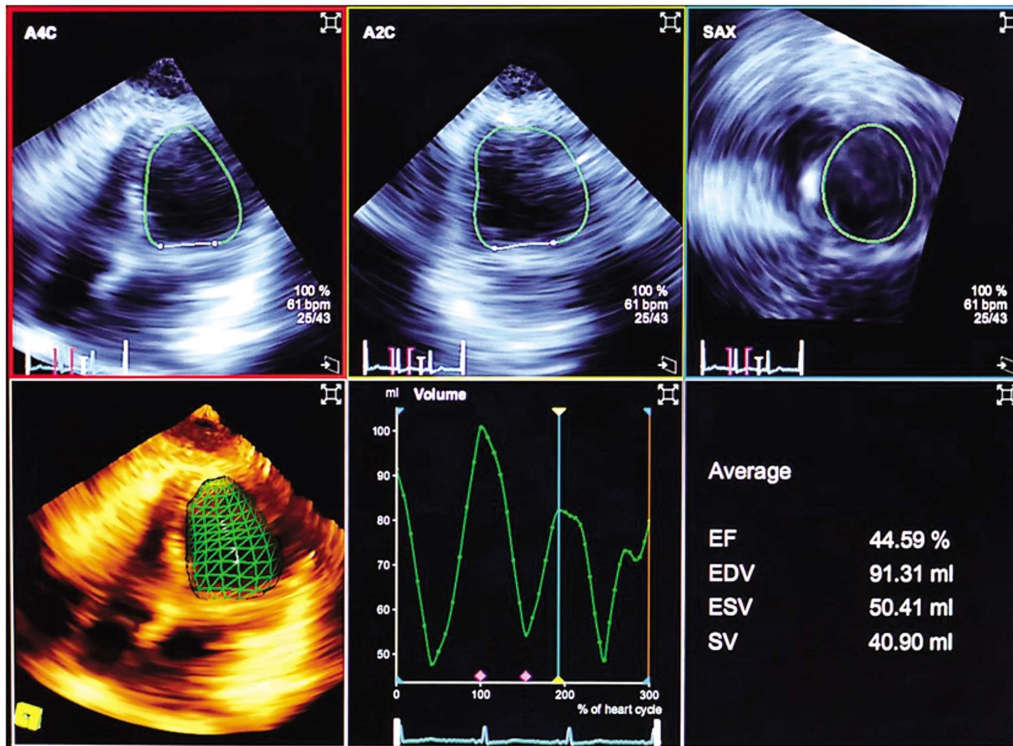 A4C
100 %
61 bpm
25/43
A2C
100 %
61 bpm
25/43
SAX
100 %
61 bpm
25/43
ml Volume
100
90
80
70
60
50
0 100 200 300
% of heart cycle
Average
EF 44.59 %
EDV 91.31 ml
ESV 50.41 ml
SV 40.90 ml